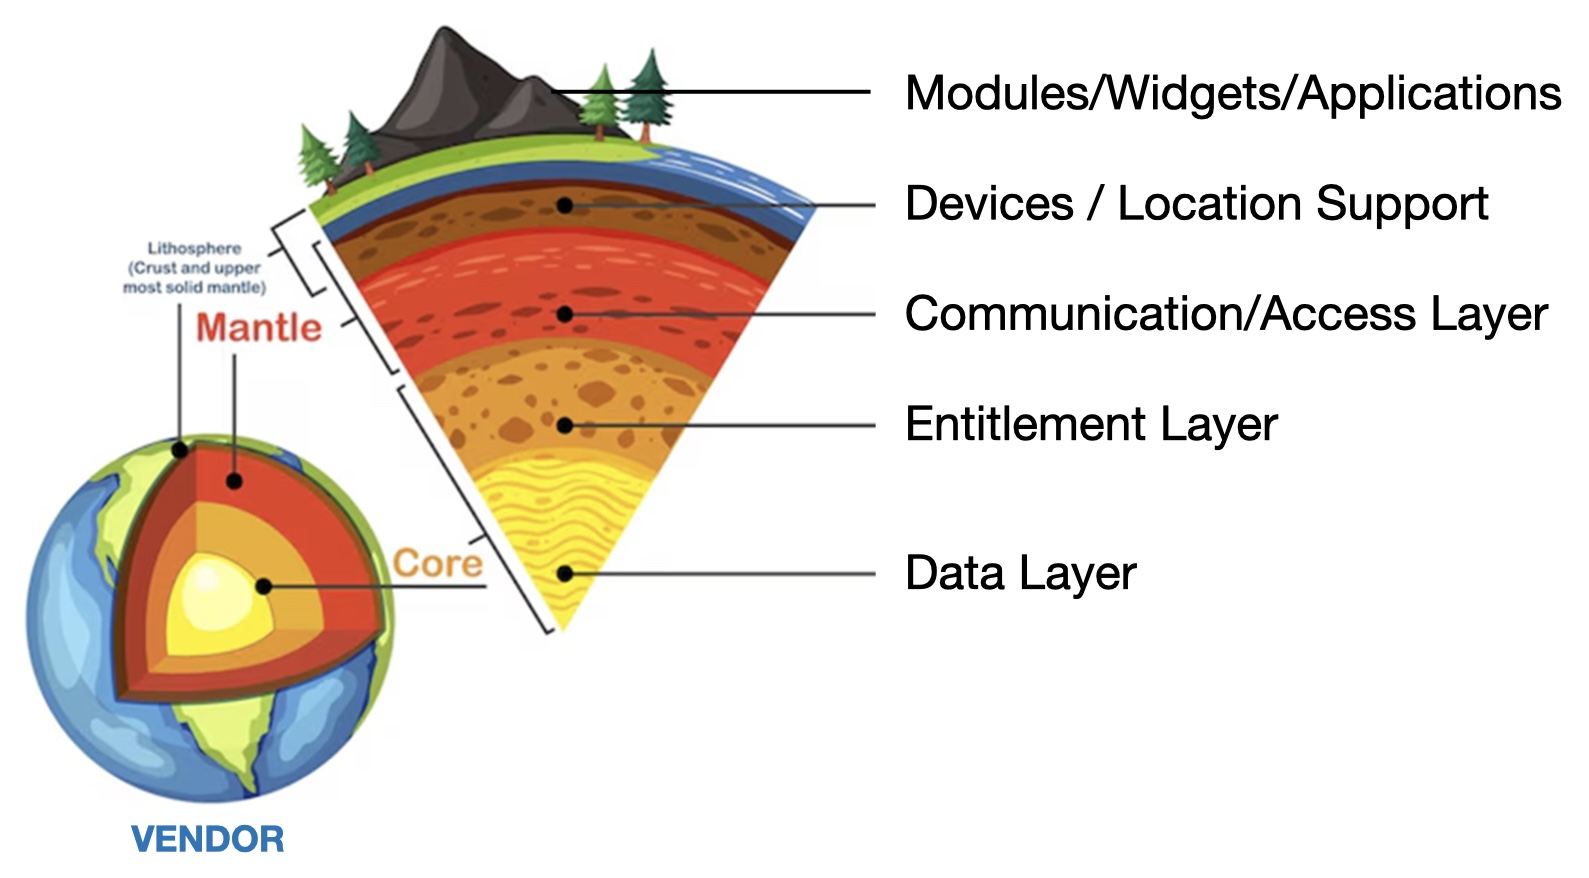 Modules/Widgets/Applications
Devices / Location Support
Lithosphere
(Crust and upper
most solid mantle)
Mantle
Communication/Access Layer
Entitlement Layer
Core
Data Layer
VENDOR